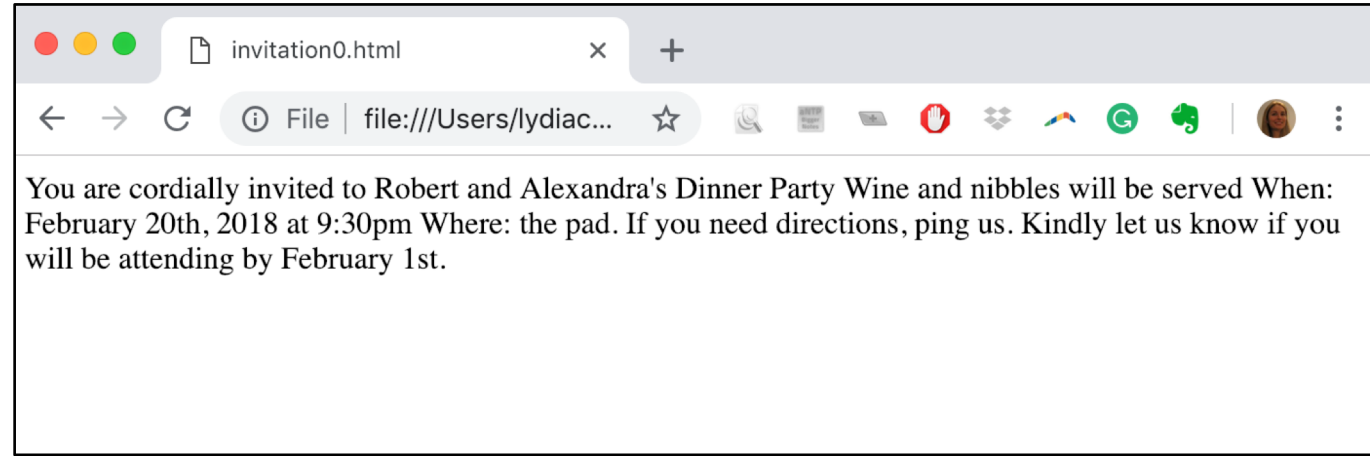 invitation0.html
File file:///Users/lydiac...
You are cordially invited to Robert and Alexandra's Dinner Party Wine and nibbles will be served When:
February 20th, 2018 at 9:30pm Where: the pad. If you need directions, ping us. Kindly let us know if you
will be attending by February 1st.